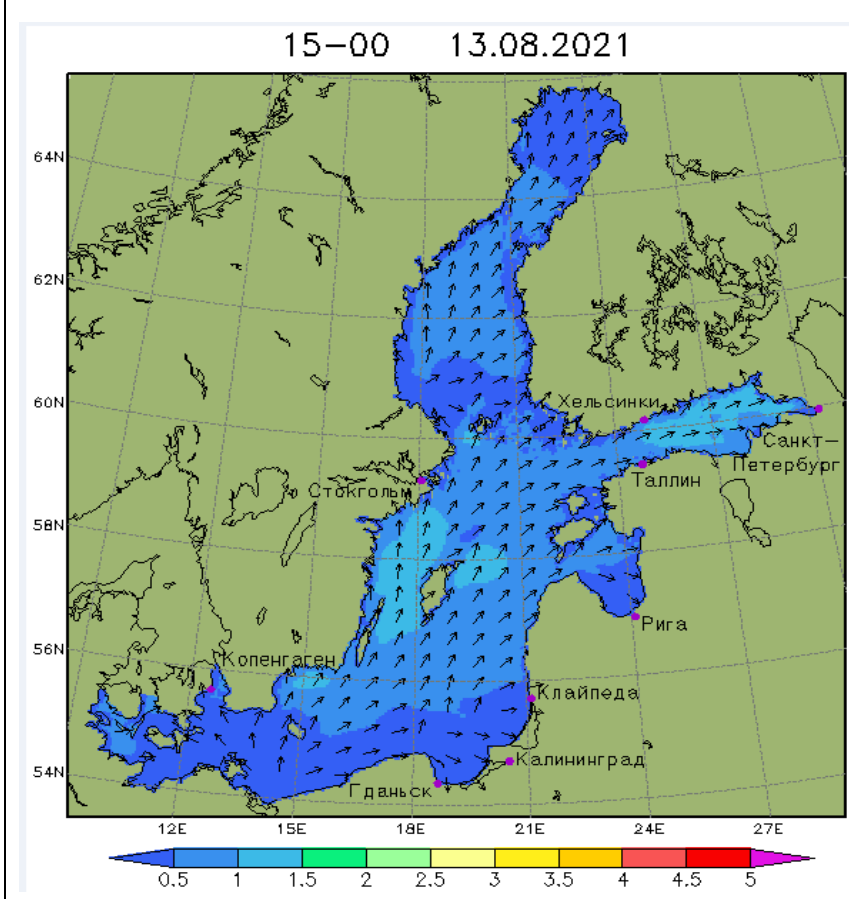 15-00 13.08.2021
64N
62N
60N
58N
56N
54N
Хельсинки
Санкт-
Петербург
Таллин
Стокгольм
Рига
Копенгаген
Клайпеда
Калининград
Гданьск
12E 15E 18E 21E 24E 27E
0.5 1 1.5 2 2.5 3 3.5 4 4.5 5